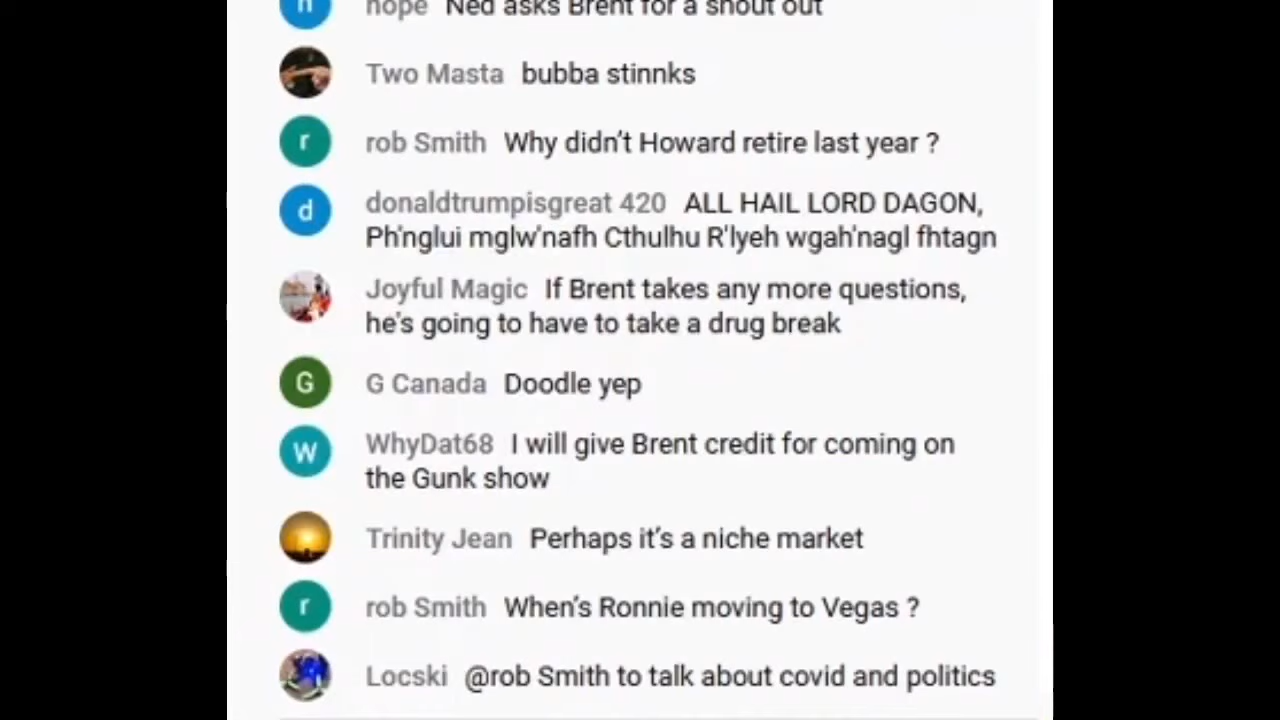 nope Ned asks Brent for a shout out
Two Masta bubba stinnks
r rob Smith Why didn't Howard retire last year ?
d donaldtrumpisgreat 420 ALL HAIL LORD DAGON,
Ph'nglui mglw'nafh Cthulhu R'lyeh wgah'nagl fhtagn
Joyful Magic If Brent takes any more questions,
he's going to have to take a drug break
G G Canada Doodle yep
W WhyDat68 I will give Brent credit for coming on
the Gunk show
Trinity Jean Perhaps it's a niche market
r rob Smith When's Ronnie moving to Vegas ?
Locski @rob Smith to talk about covid and politics